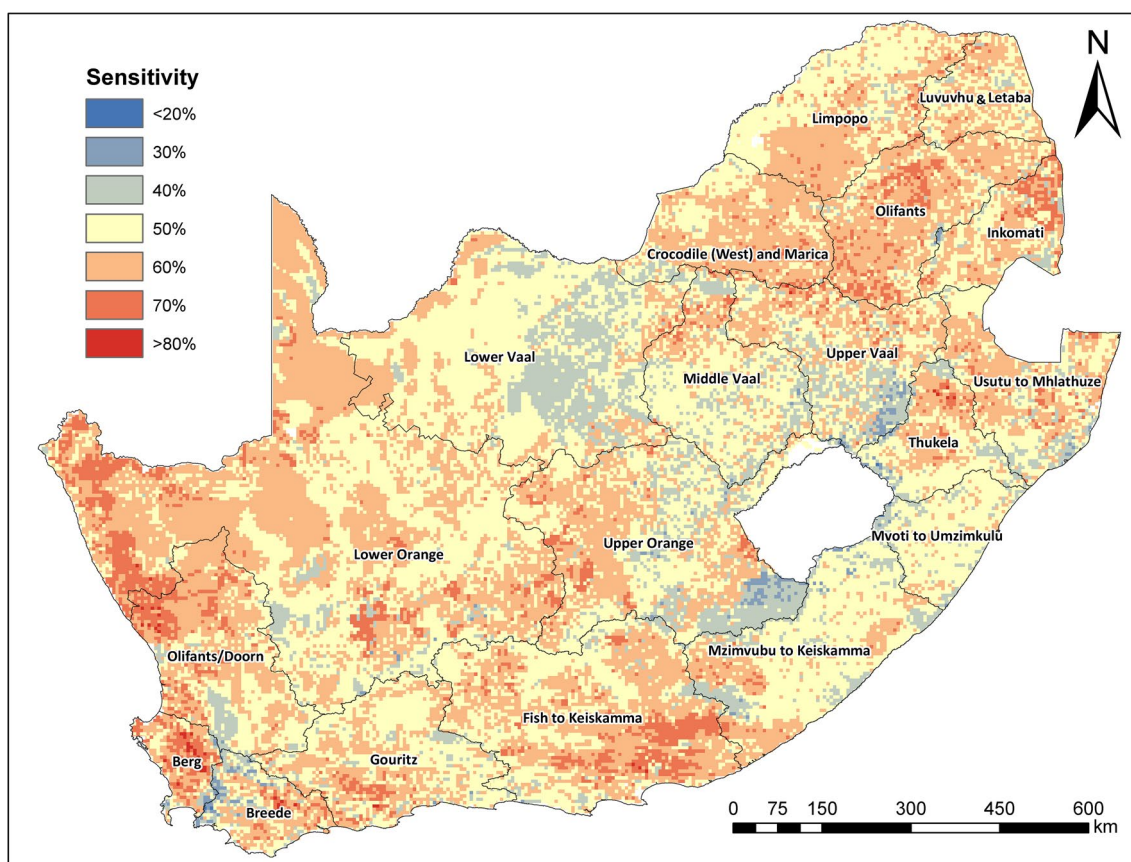 N
Sensitivity
<20%
30%
40%
50%
60%
70%
>80%
Luvuvhu & Letaba
Limpopo
Olifants
Inkomati
Crocodile (West) and Marica
Lower Vaal
Upper Vaal
Middle Vaal
Usutu to Mhlathuze
Thukela
Mvoti to Umzimkulu
Lower Orange
Upper Orange
Mzimvubu to Keiskamma
Olifants/Doorn
Fish to Keiskamma
Gouritz
Berg
Breede
0 75 150 300 450 600
km